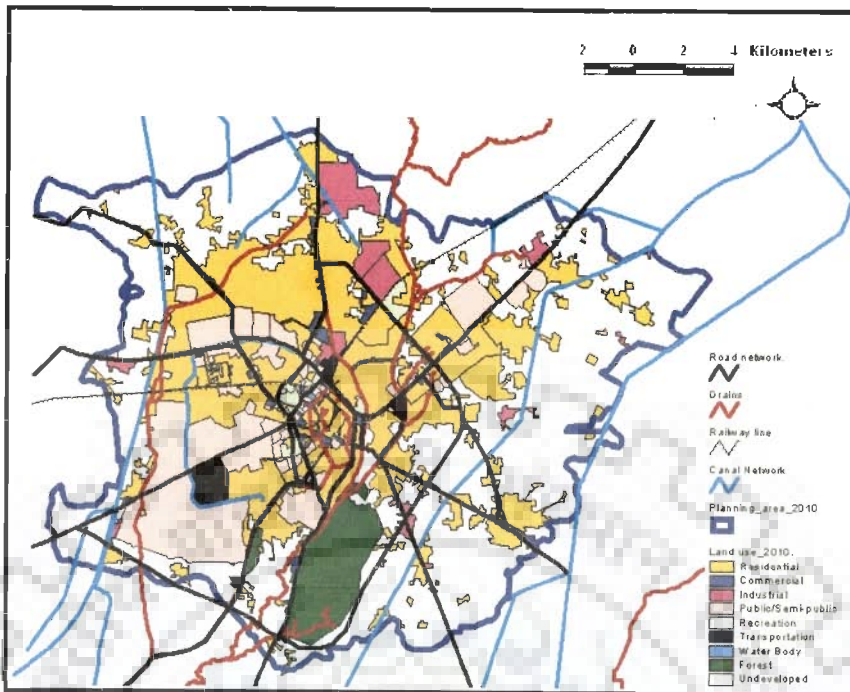 2 0 2 4 Kilometers
Road network.
Drains
Railway line
Canal Network
Planning_area_2010
Land use_2010.
Residential
Commercial
Industrial
Public/Semi-public
Recreation
Transportation
Water Body
Forest
Undeveloped